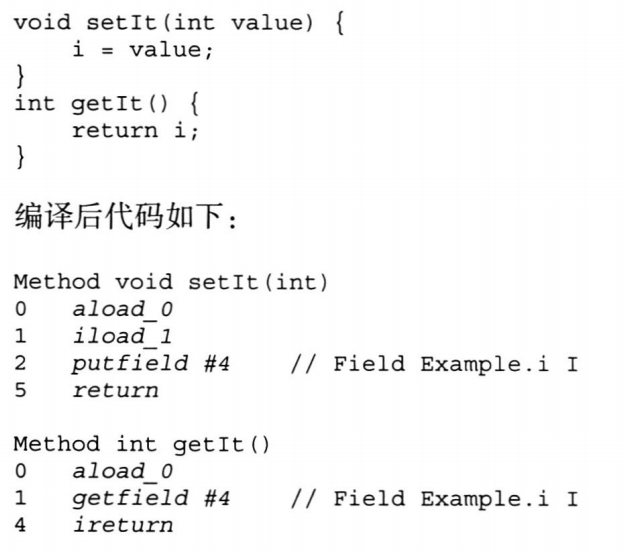 void setIt(int value) {
    i = value;
}
int getIt() {
    return i;
}
编译后代码如下：
Method void setIt(int)
0   aload_0
1   iload_1
2   putfield #4    // Field Example.i I
5   return
Method int getIt()
0   aload_0
1   getfield #4    // Field Example.i I
4   ireturn